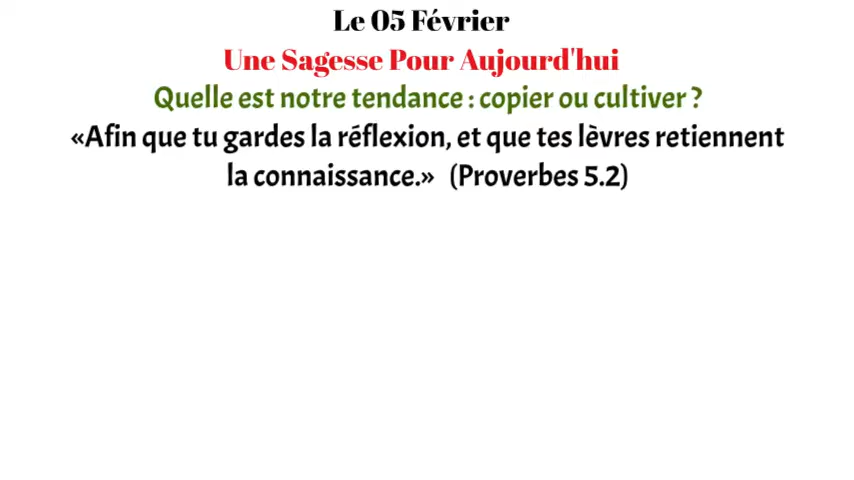 Le 05 Février
Une Sagesse Pour Aujourd'hui
Quelle est notre tendance : copier ou cultiver ?
«Afin que tu gardes la réflexion, et que tes lèvres retiennent
la connaissance.» (Proverbes 5.2)